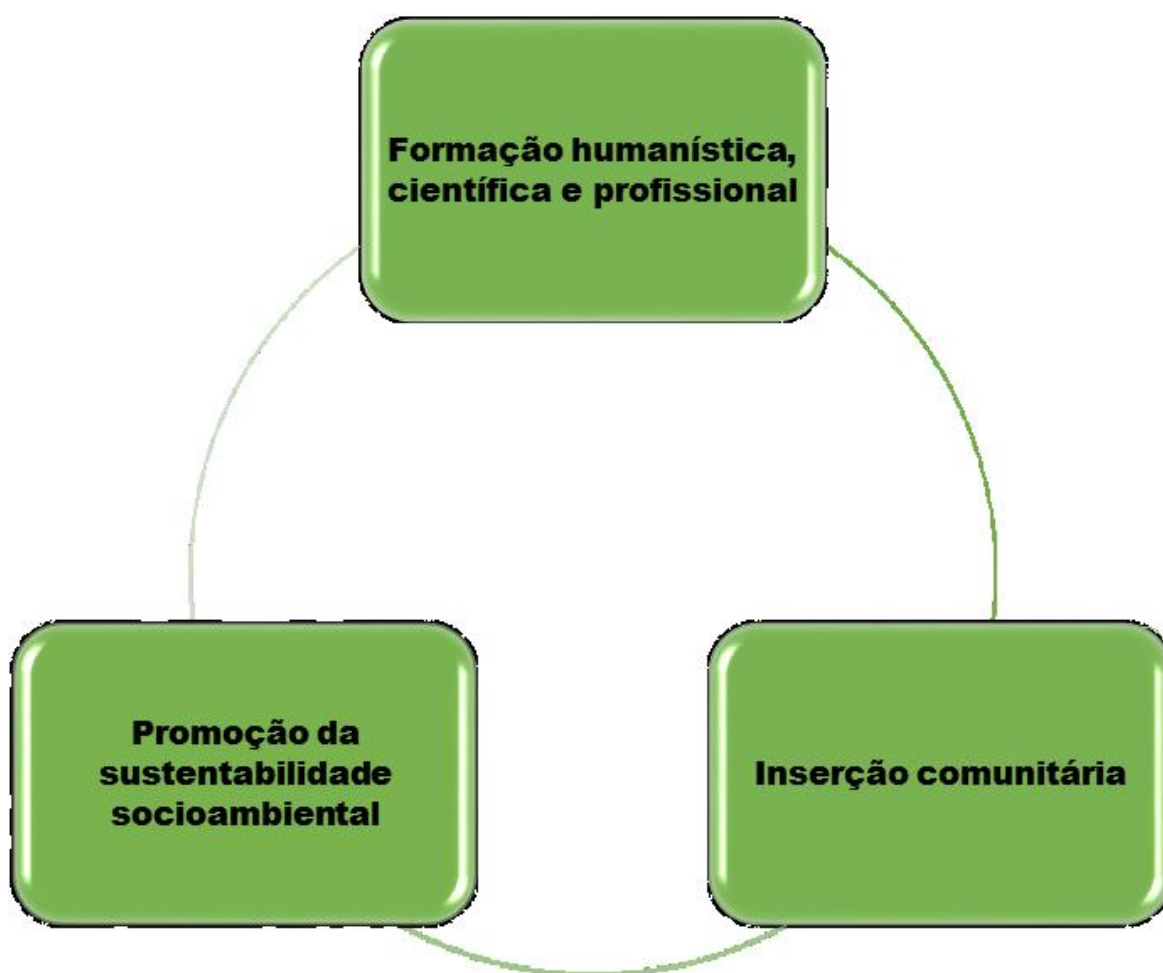 Formação humanística,
científica e profissional
Promoção da
sustentabilidade
socioambiental
Inserção comunitária